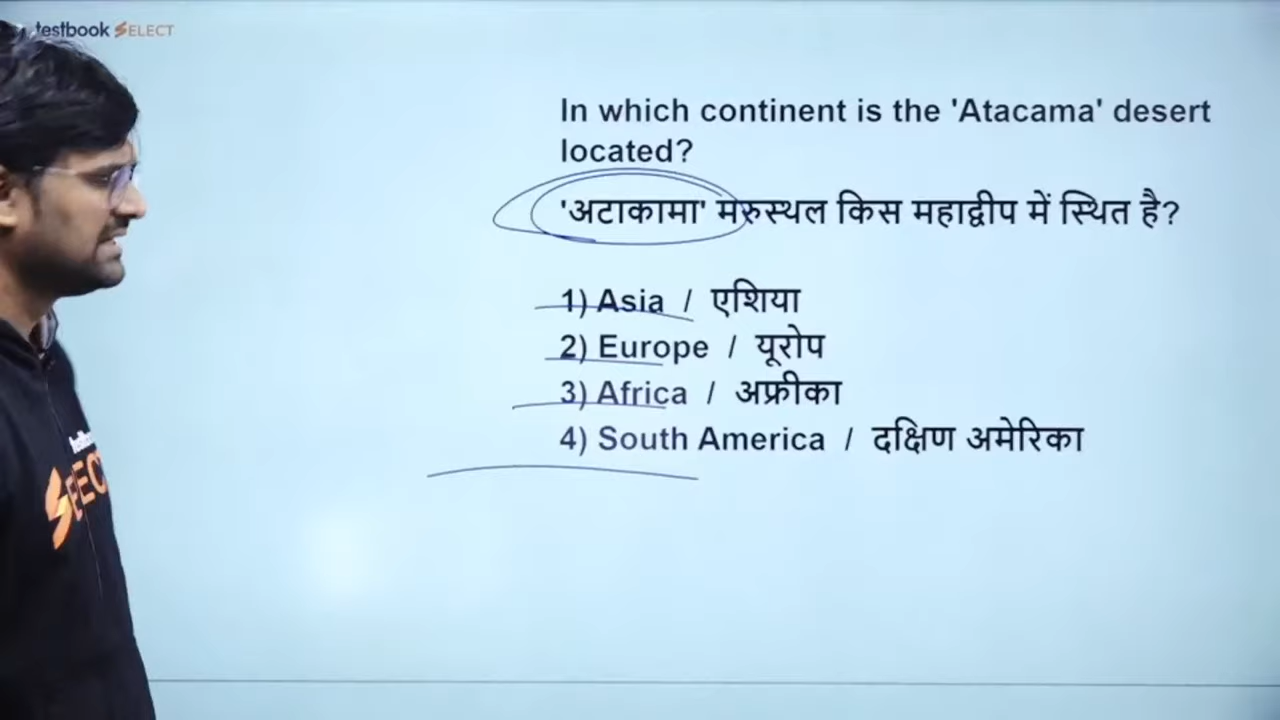 testbook SELECT
In which continent is the 'Atacama' desert
located?
'अटाकामा' मरुस्थल किस महाद्वीप में स्थित है?
1) Asia / एशिया
2) Europe / यूरोप
3) Africa / अफ्रीका
4) South America / दक्षिण अमेरिका
SELECT